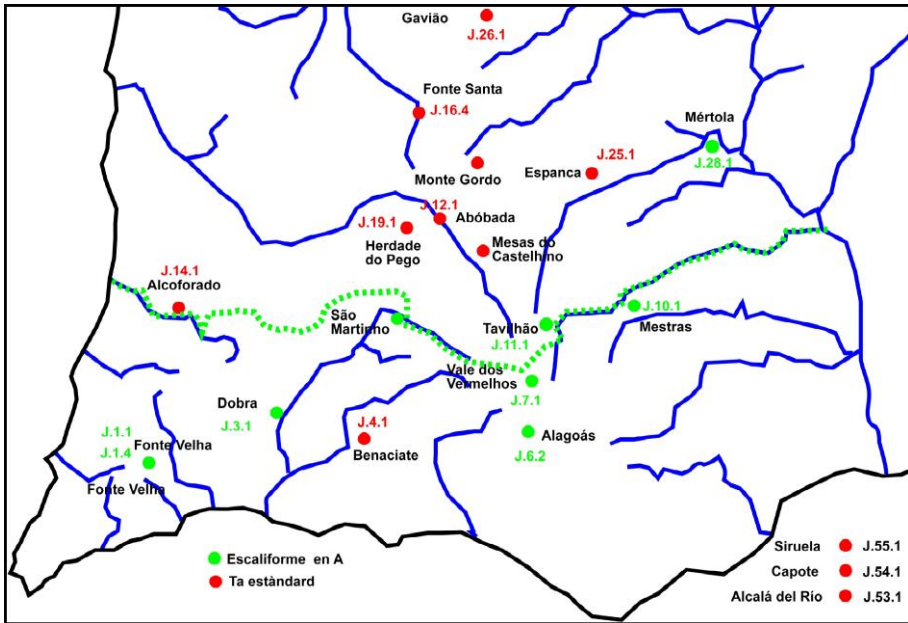 Gavião
J.26.1
Fonte Santa
J.16.4
Mértola
J.28.1
J.25.1
Espanca
Monte Gordo
J.12.1
Abóbada
J.19.1
Herdade
do Pego
Mesas do
Castelhino
J.14.1
Alcoforado
São
Martinho
Tavilhão
J.11.1
J.10.1
Mestras
Vale dos
Vermelhos
J.7.1
Dobra
J.3.1
J.4.1
Benaciate
Alagoás
J.6.2
J.1.1
Fonte Velha
J.1.4
Fonte Velha
Escaliforme en A
Ta estàndard
Siruela J.55.1
Capote J.54.1
Alcalá del Río J.53.1